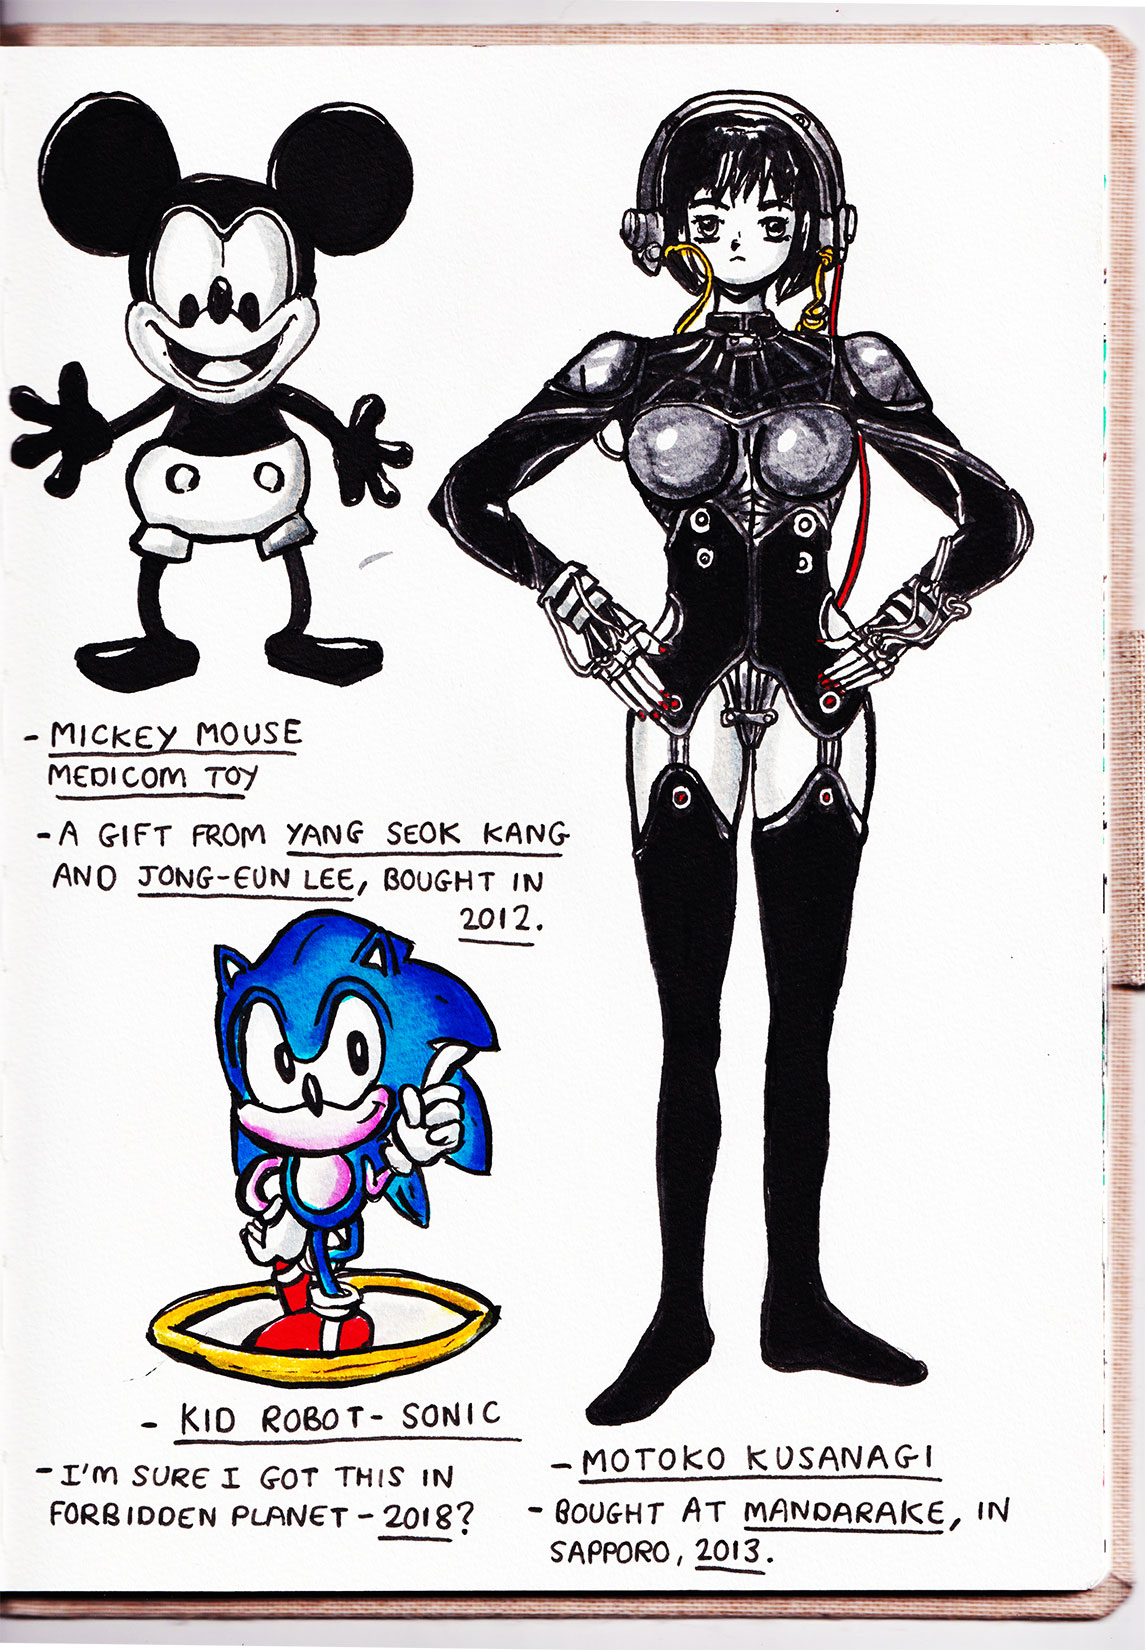 - MICKEY MOUSE
MEDICOM TOY
- A GIFT FROM YANG SEOK KANG
AND JONG-EUN LEE, BOUGHT IN
2012.
- KID ROBOT - SONIC
- I'M SURE I GOT THIS IN
FORBIDDEN PLANET - 2018?
- MOTOKO KUSANAGI
- BOUGHT AT MANDARAKE, IN
SAPPORO, 2013.